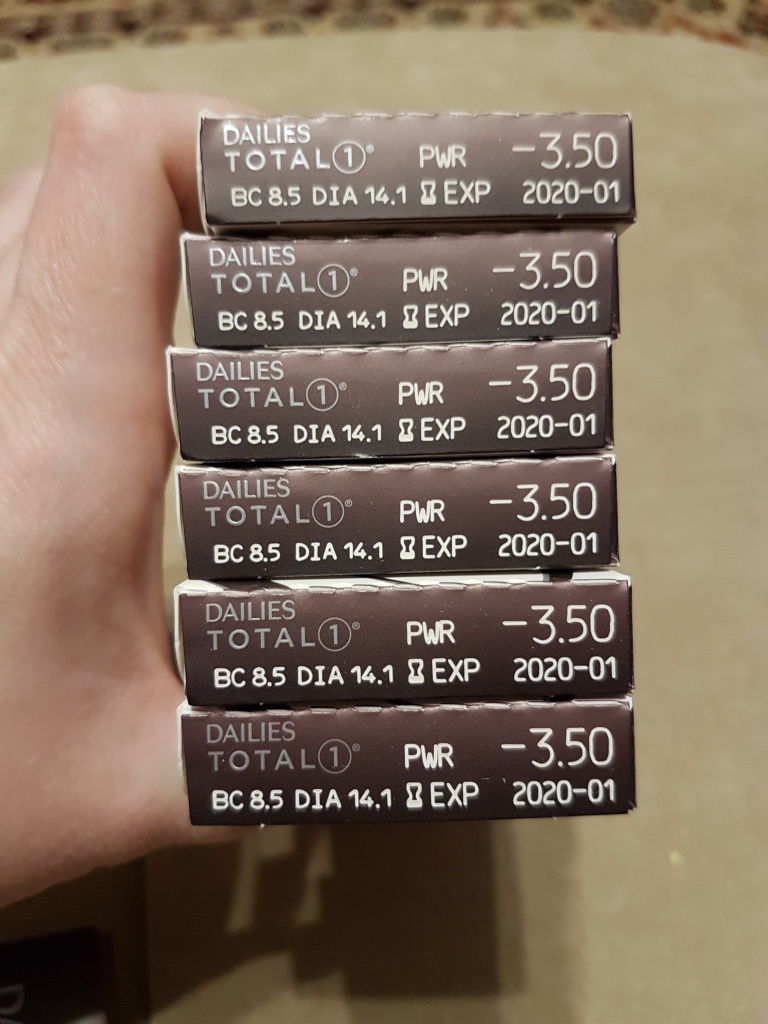 DAILIES
TOTAL1® PWR -3.50
BC 8.5 DIA 14.1 EXP 2020-01
DAILIES
TOTAL1® PWR -3.50
BC 8.5 DIA 14.1 EXP 2020-01
DAILIES
TOTAL1® PWR -3.50
BC 8.5 DIA 14.1 EXP 2020-01
DAILIES
TOTAL1® PWR -3.50
BC 8.5 DIA 14.1 EXP 2020-01
DAILIES
TOTAL1® PWR -3.50
BC 8.5 DIA 14.1 EXP 2020-01
DAILIES
TOTAL1® PWR -3.50
BC 8.5 DIA 14.1 EXP 2020-01